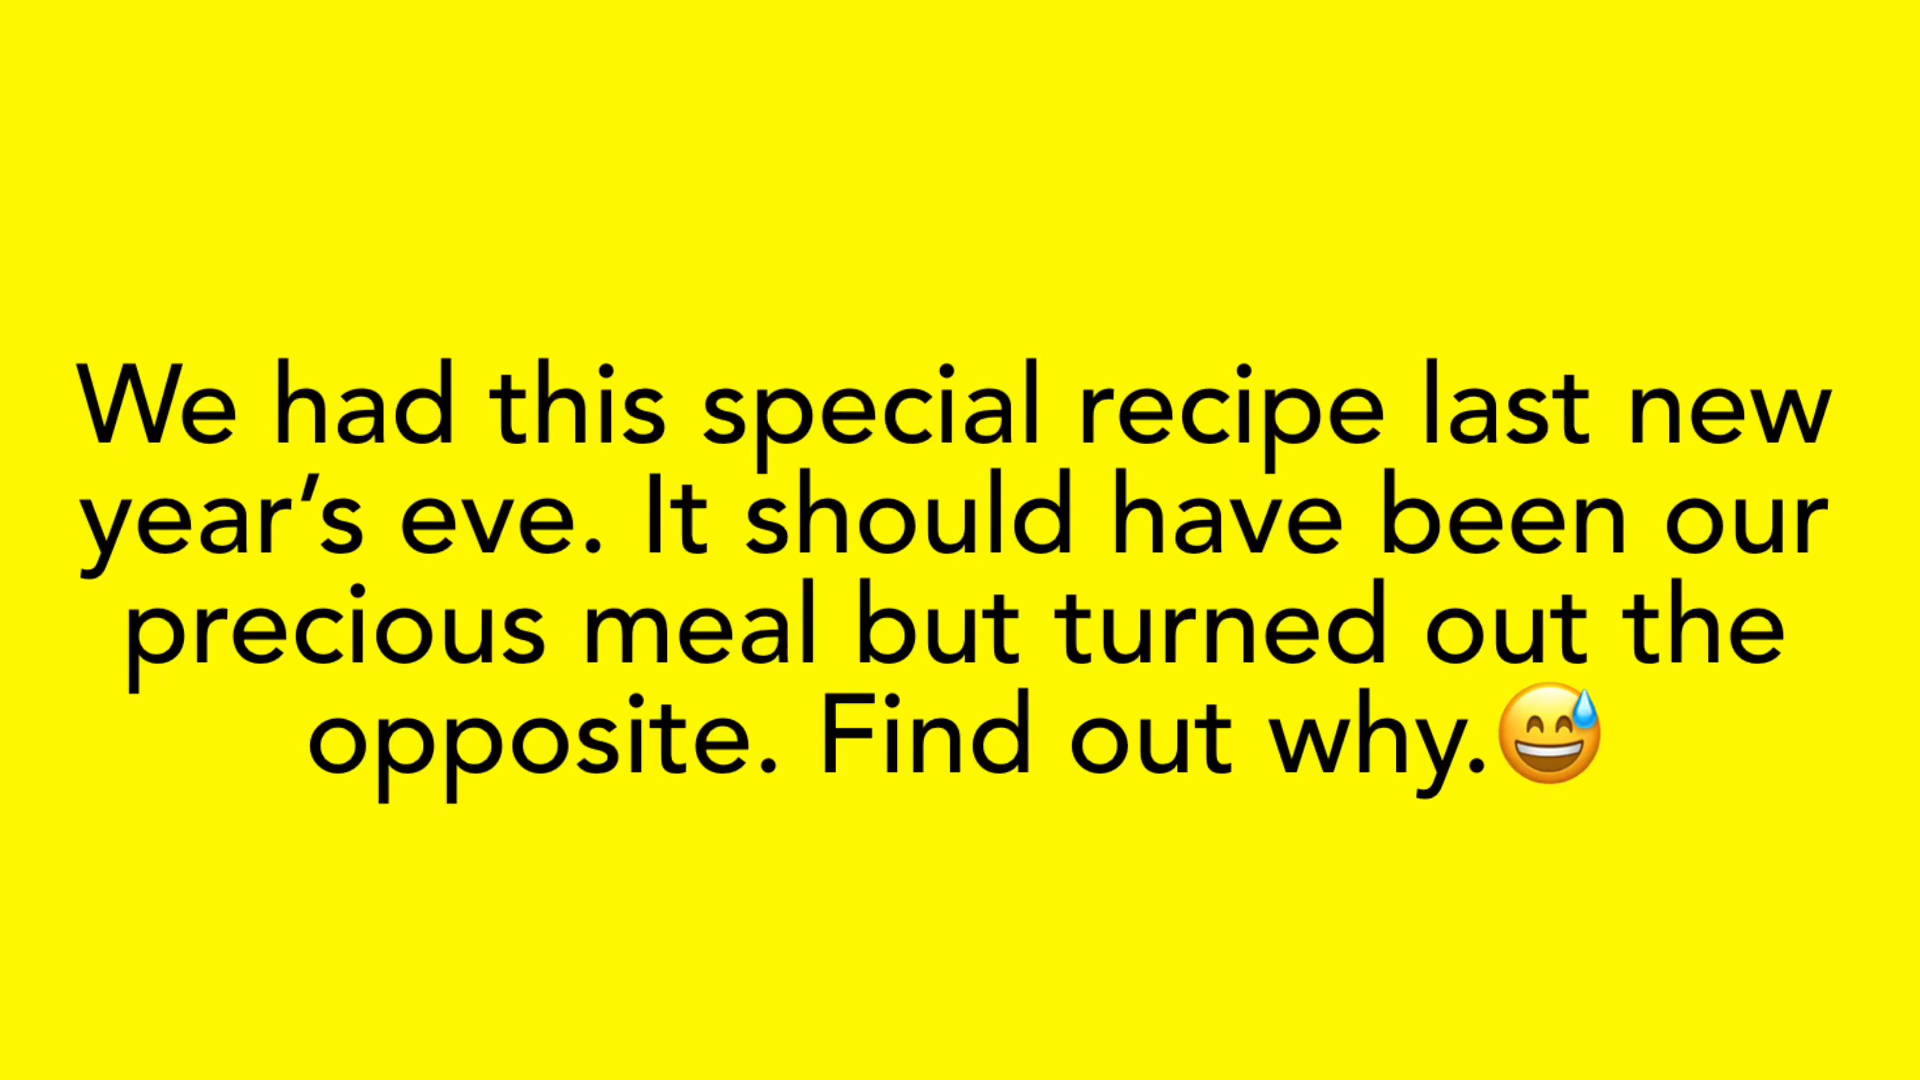 We had this special recipe last new
year’s eve. It should have been our
precious meal but turned out the
opposite. Find out why.😅